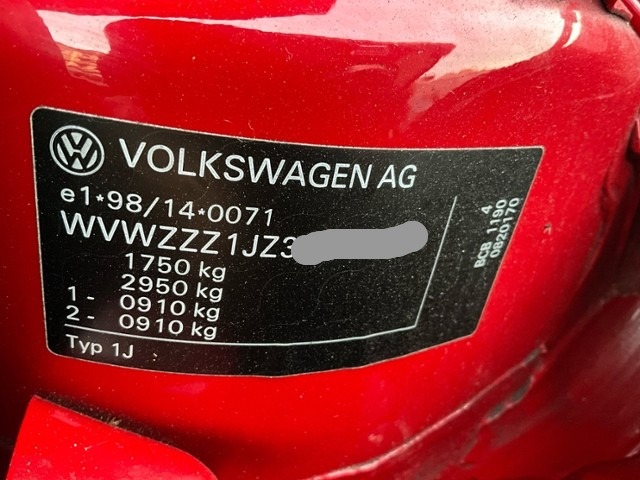 VOLKSWAGEN AG
e1*98/14*0071
WVWZZZ1JZ3
1750 kg
2950 kg
1 - 0910 kg
2 - 0910 kg
Typ 1J
4
BCB 1190
0820170